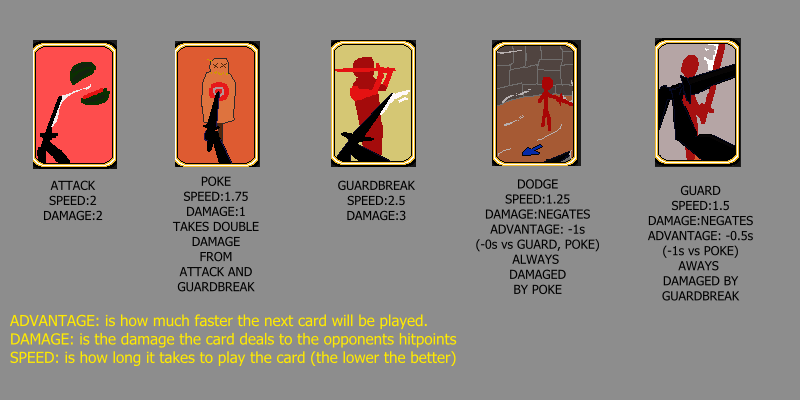 ATTACK
SPEED:2
DAMAGE:2
POKE
SPEED:1.75
DAMAGE:1
TAKES DOUBLE
DAMAGE
FROM
ATTACK AND
GUARDBREAK
GUARDBREAK
SPEED:2.5
DAMAGE:3
DODGE
SPEED:1.25
DAMAGE:NEGATES
ADVANTAGE: -1s
(-0s vs GUARD, POKE)
ALWAYS
DAMAGED
BY POKE
GUARD
SPEED:1.5
DAMAGE:NEGATES
ADVANTAGE: -0.5s
(-1s vs POKE)
AWAYS
DAMAGED BY
GUARDBREAK
ADVANTAGE: is how much faster the next card will be played.
DAMAGE: is the damage the card deals to the opponents hitpoints
SPEED: is how long it takes to play the card (the lower the better)